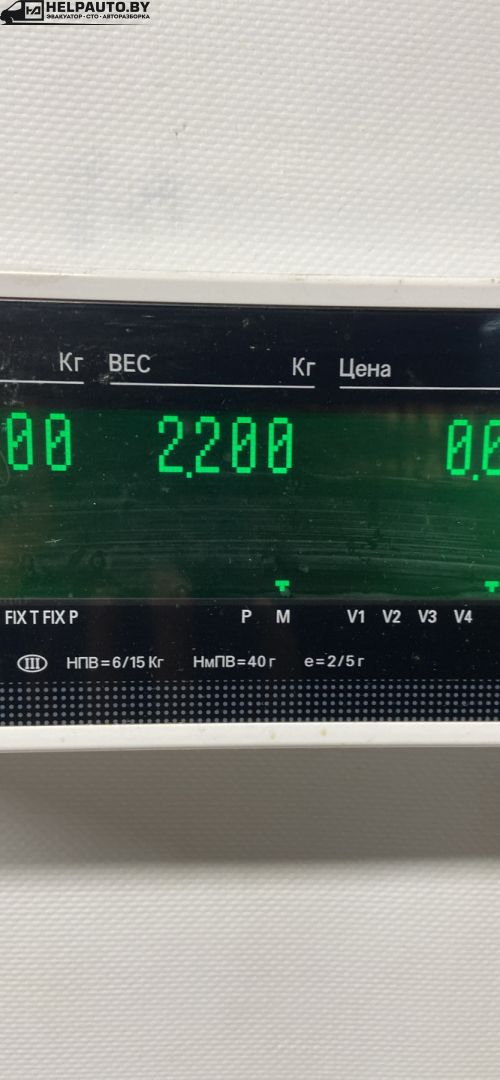 HELPAUTO.BY
ЭВАКУАТОР · СТО · АВТОРАЗБОРКА
Кг ВЕС Кг Цена
00 2.200 0.0
FIX T FIX P P M V1 V2 V3 V4
III НПВ=6/15 Кг НмПВ=40 г e=2/5 г